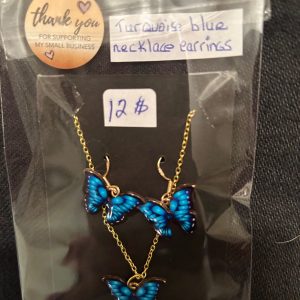 thank you
FOR SUPPORTING
MY SMALL BUSINESS
Turquoise blue
necklace earrings
12 $